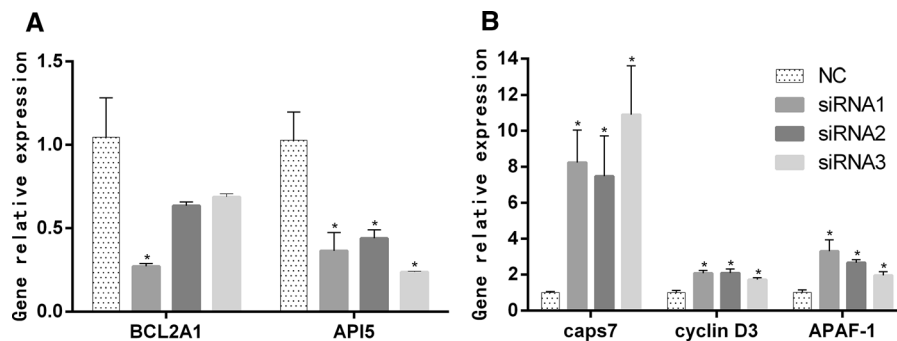 A
Gene relative expression
1.5
1.0
0.5
0.0
*
*
*
*
BCL2A1 API5
B
Gene relative expression
14
12
10
8
6
4
2
0
*
*
*
*
*
*
*
*
*
NC
siRNA1
siRNA2
siRNA3
caps7 cyclin D3 APAF-1